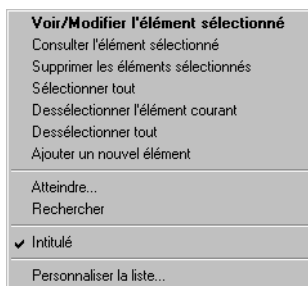 Voir/Modifier l'élément sélectionné
Consulter l'élément sélectionné
Supprimer les éléments sélectionnés
Sélectionner tout
Dessélectionner l'élément courant
Dessélectionner tout
Ajouter un nouvel élément
Atteindre...
Rechercher
Intitulé
Personnaliser la liste...